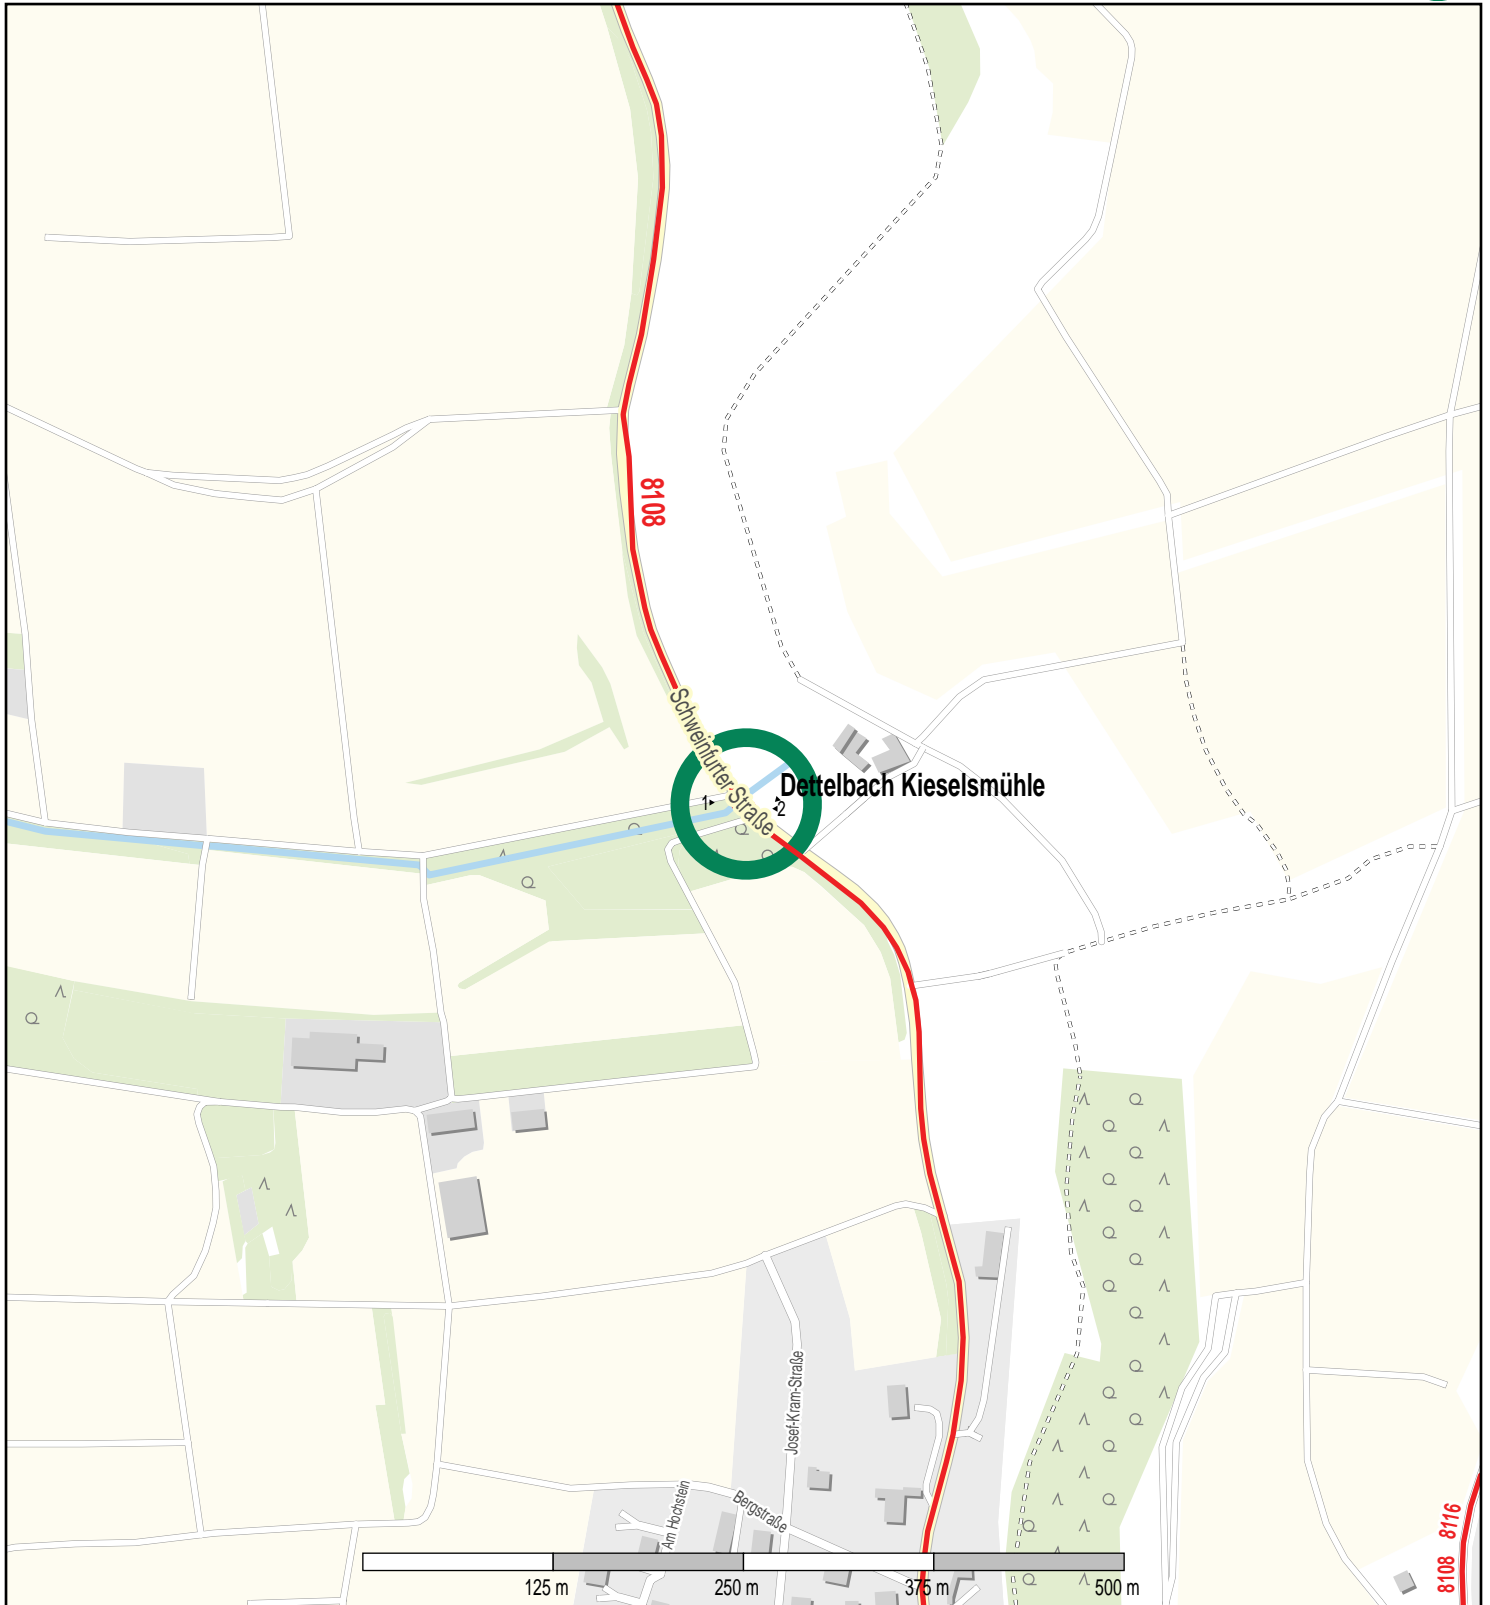 8108
Schweinfurter-Straße
Dettelbach Kieselsmühle
1
2
Josef-Kram-Straße
Am Hochstein
Bergstraße
8108 8116
125 m
250 m
375 m
500 m